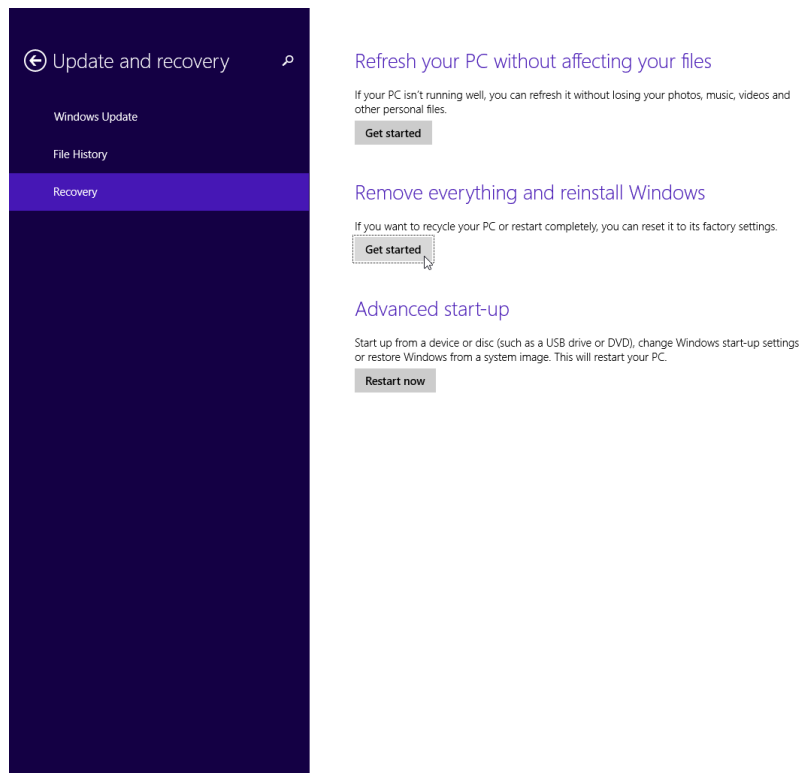 Update and recovery
Windows Update
File History
Recovery
Refresh your PC without affecting your files
If your PC isn't running well, you can refresh it without losing your photos, music, videos and
other personal files.
Get started
Remove everything and reinstall Windows
If you want to recycle your PC or restart completely, you can reset it to its factory settings.
Get started
Advanced start-up
Start up from a device or disc (such as a USB drive or DVD), change Windows start-up settings
or restore Windows from a system image. This will restart your PC.
Restart now